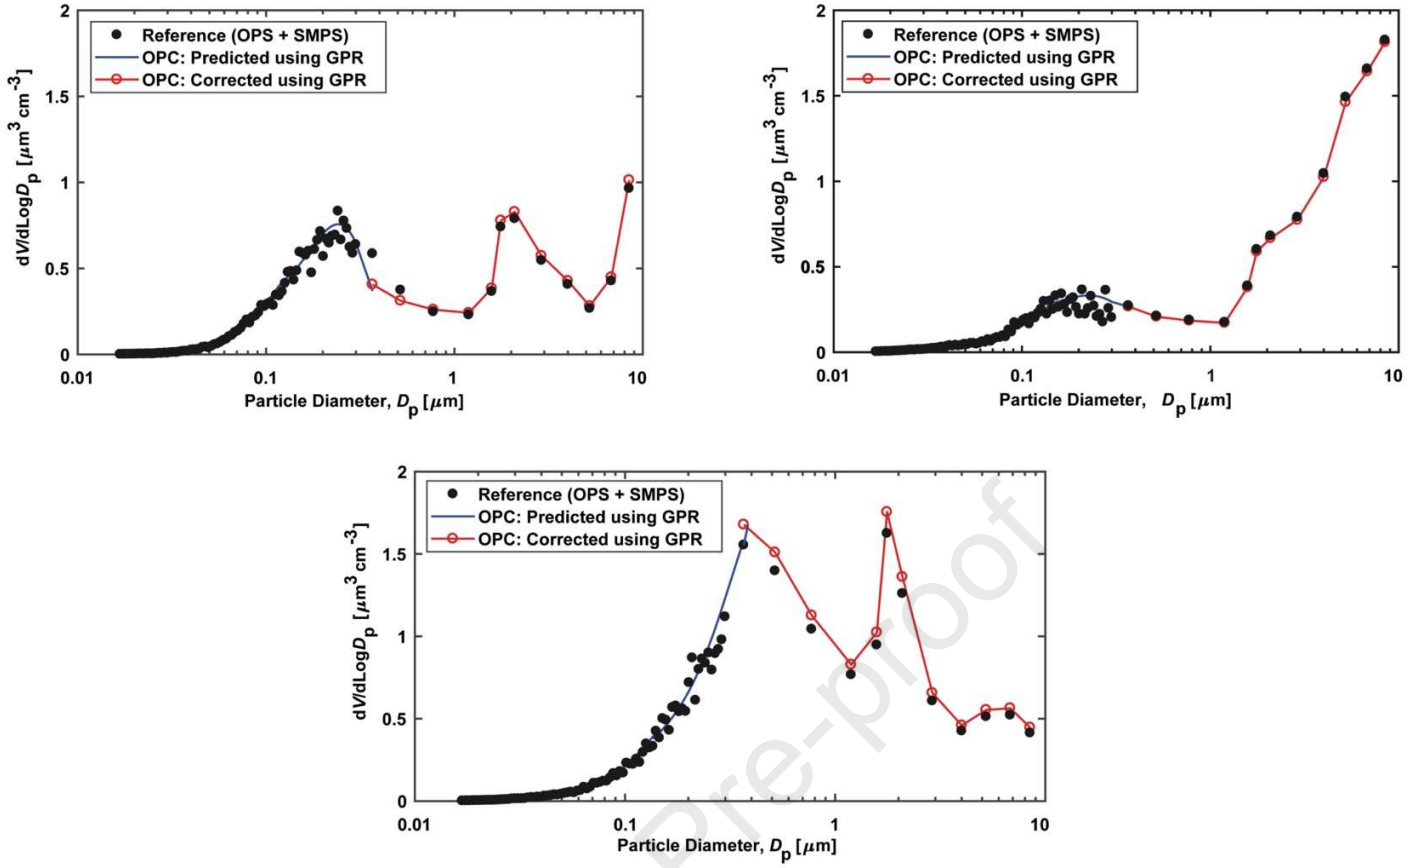 2
1.5
1
0.5
0
dV/dLogDp [μm3 cm-3]
Reference (OPS + SMPS)
OPC: Predicted using GPR
OPC: Corrected using GPR
0.01 0.1 1 10
Particle Diameter, Dp [μm]
2
1.5
1
0.5
0
dV/dLogDp [μm3 cm-3]
Reference (OPS + SMPS)
OPC: Predicted using GPR
OPC: Corrected using GPR
0.01 0.1 1 10
Particle Diameter, Dp [μm]
2
1.5
1
0.5
0
dV/dLogDp [μm3 cm-3]
Reference (OPS + SMPS)
OPC: Predicted using GPR
OPC: Corrected using GPR
0.01 0.1 1 10
Particle Diameter, Dp [μm]
Pre-proof